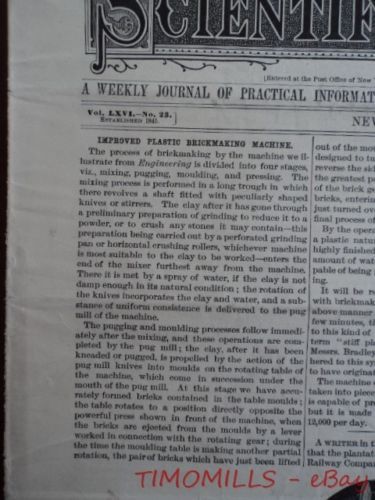 SCIENTIF
[Entered at the Post Office of New
A WEEKLY JOURNAL OF PRACTICAL INFORMAT
Vol. LXVI.—No. 23.
ESTABLISHED 1845.
NEW
IMPROVED PLASTIC BRICKMAKING MACHINE.
The process of brickmaking by the machine we il-
lustrate from Engineering is divided into four stages,
viz., mixing, pugging, moulding, and pressing. The
mixing process is performed in a long trough in which
there revolves a shaft fitted with peculiarly shaped
knives or stirrers. The clay after it has gone through
a preliminary preparation of grinding to reduce it to a
powder, or to crush any stones it may contain—this
preparation being carried out by a perforated grinding
pan or horizontal crushing rollers, whichever machine
is most suitable to the clay to be worked—enters the
end of the mixer furthest away from the machine.
There it is met by a spray of water, if the clay is not
damp enough in its natural condition; the rotation of
the knives incorporates the clay and water, and a sub-
stance of uniform consistence is delivered to the pug
mill of the machine.
The pugging and moulding processes follow immedi-
ately after the mixing, and these operations are com-
pleted by the pug mill; the clay, after it has been
kneaded or pugged, is propelled by the action of the
pug mill knives into moulds on the rotating table of
the machine, which come in succession under the
mouth of the pug mill. At this stage we have accu-
rately formed bricks contained in the table moulds;
the table rotates to a position directly opposite the
powerful press shown in front of the machine, when
the bricks are ejected from the moulds by a lever
worked in connection with the rotating gear; during
the time the moulding table is making another partial
rotation, the pair of bricks which have just been lifted
out of the mou
designed to tu
reverse the si
the greatest p
of the brick ge
bricks, enterin
just turned ov
final process of
By the opera
a plastic natur
highly finished
amount of wate
pable of being
ing.
It will be r
with brickmak
above manner
few minutes, th
to this kind of
term "stiff pl
Messrs. Bradley
hered to this sy
to have original
The machine
taken into piece
is capable of pr
but it is made
12,000 per day.
A WRITER in t
that the plantat
Railway Compan
TIMOMILLS - eBay